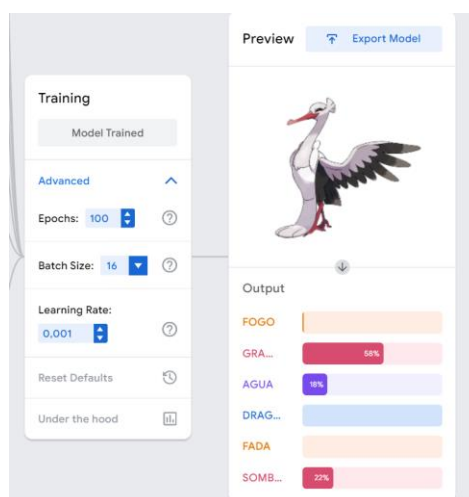 Training
Model Trained
Advanced
Epochs: 100
Batch Size: 16
Learning Rate:
0,001
Reset Defaults
Under the hood
Preview
Export Model
Output
FOGO
GRA... 58%
AGUA 18%
DRAG...
FADA
SOMB... 22%